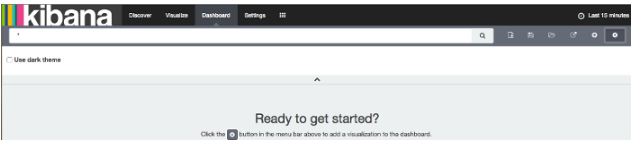 kibana Discover Visualize Dashboard Settings Last 15 minutes
*
Use dark theme
Ready to get started?
Click the button in the menu bar above to add a visualization to the dashboard.